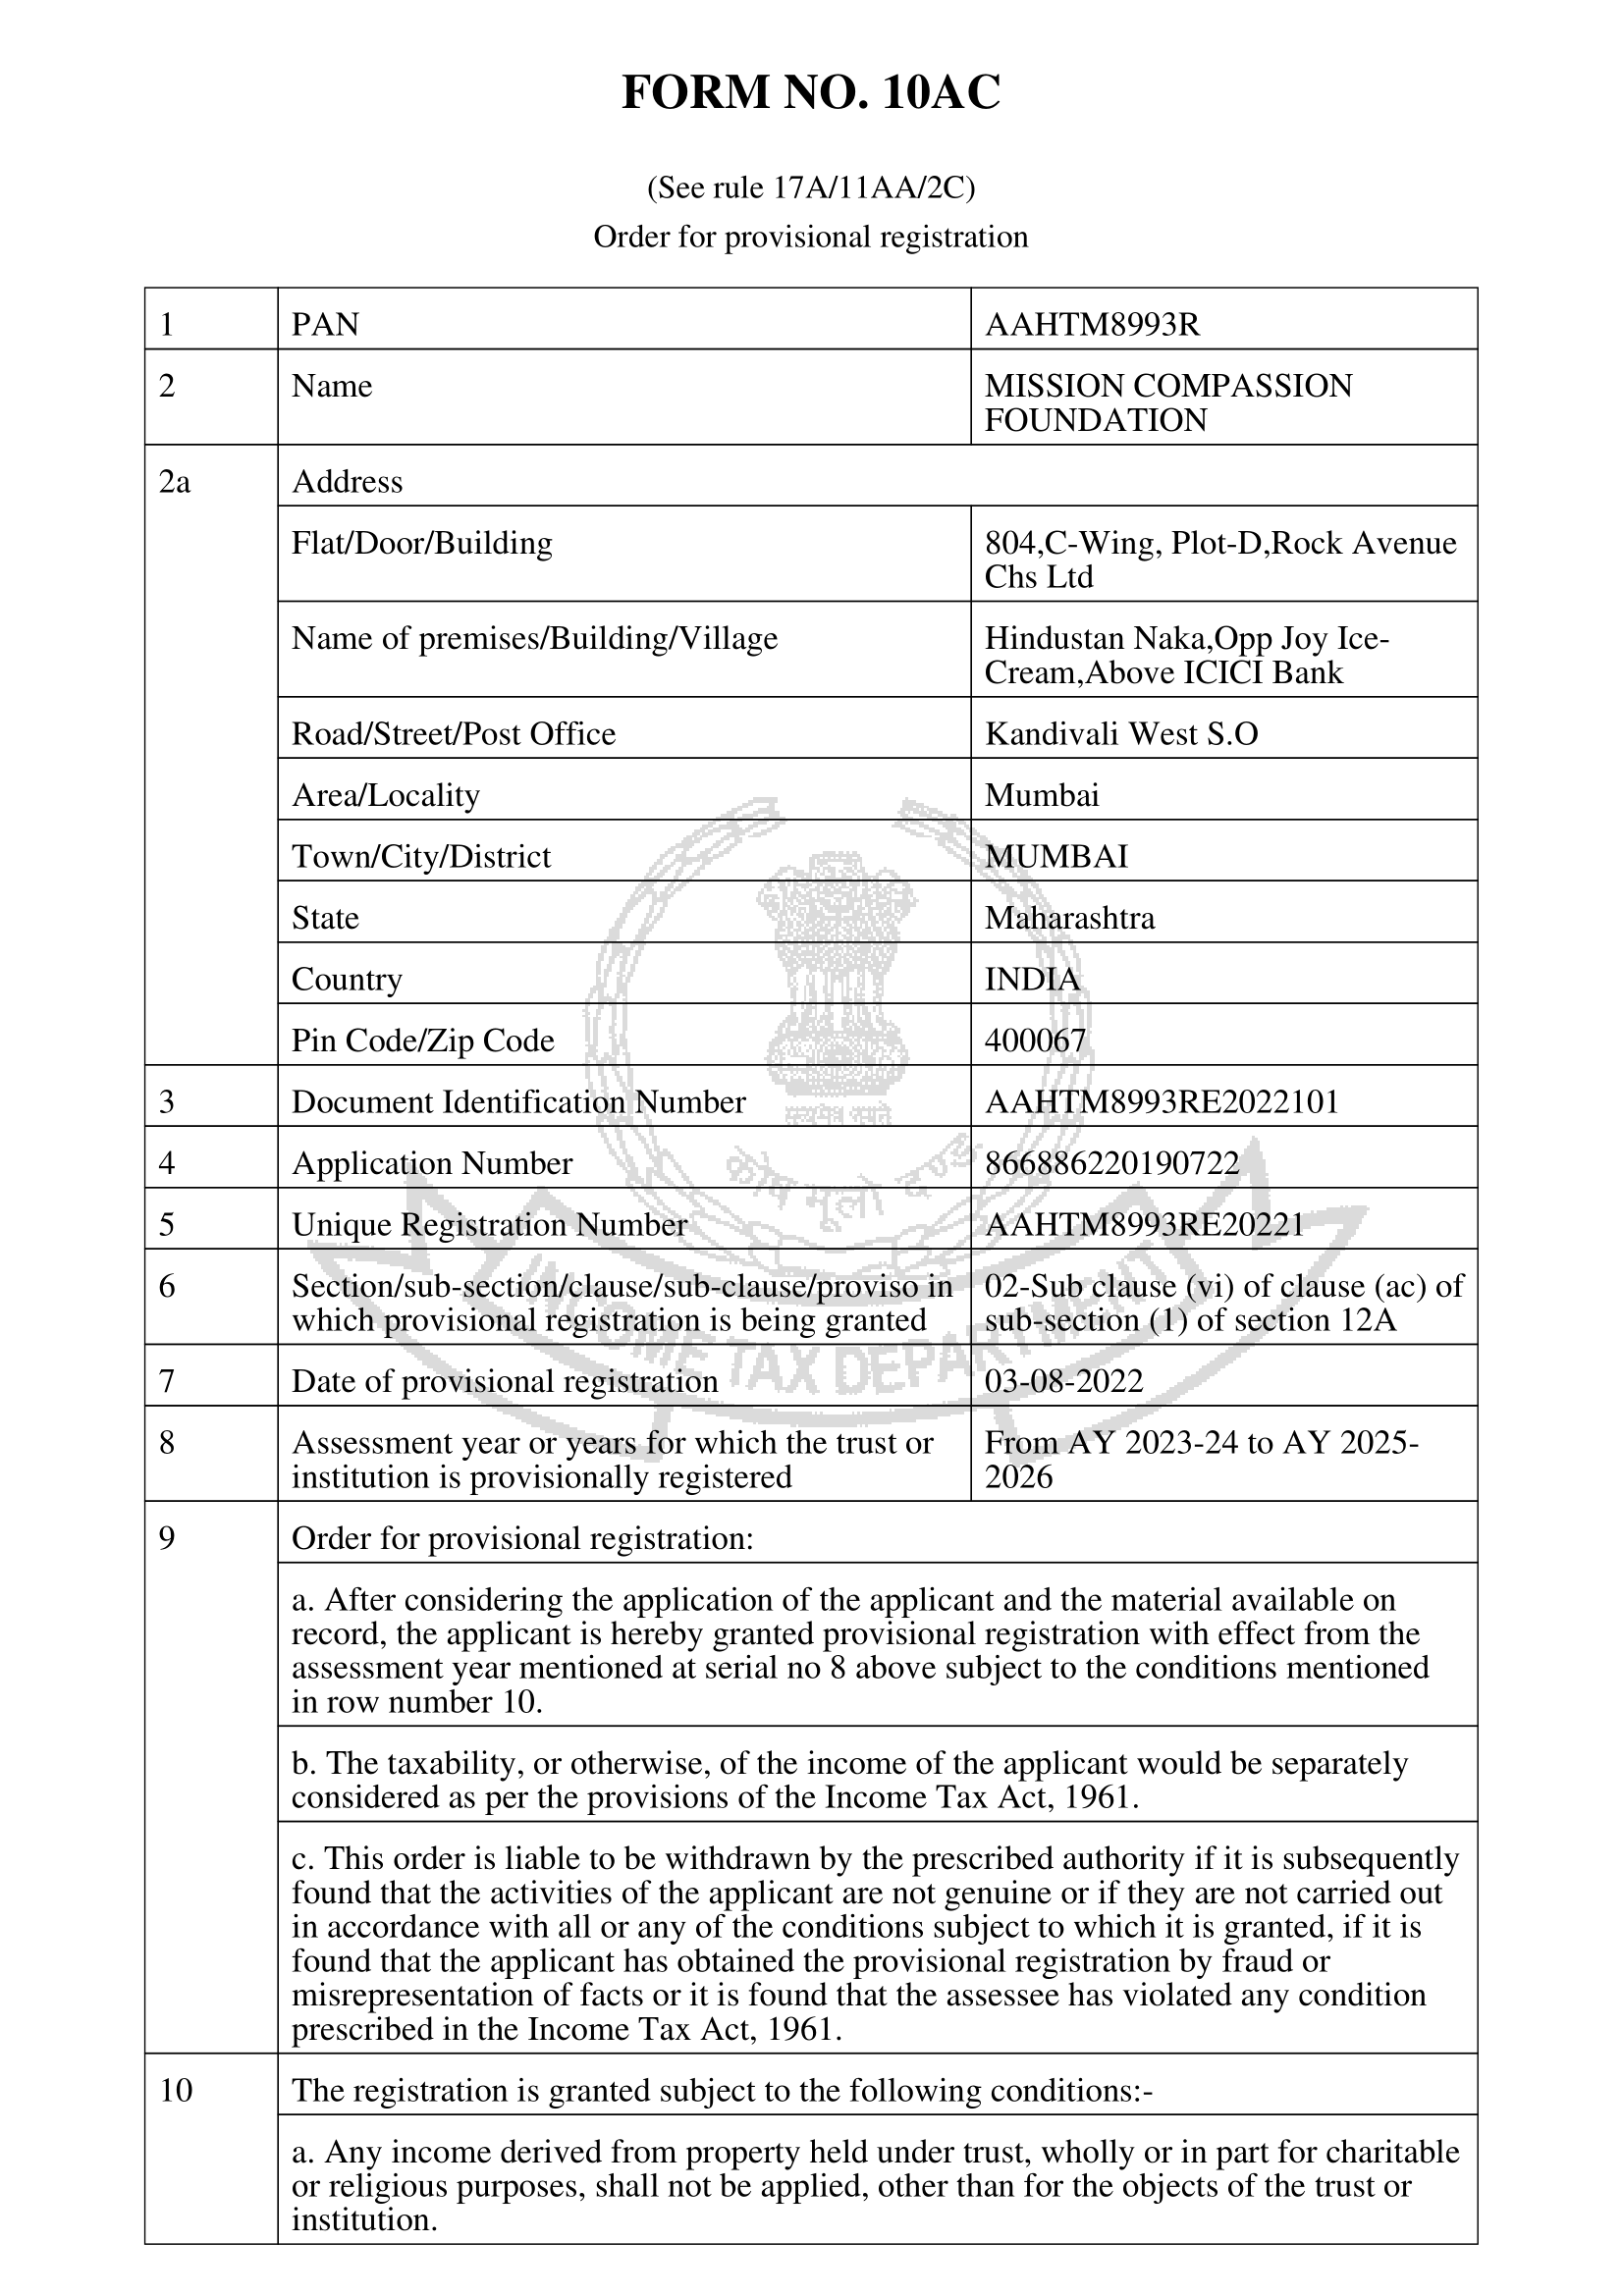 FORM NO. 10AC
(See rule 17A/11AA/2C)
Order for provisional registration
1 PAN AAHTM8993R
2 Name MISSION COMPASSION
FOUNDATION
2a Address
Flat/Door/Building 804,C-Wing, Plot-D,Rock Avenue
Chs Ltd
Name of premises/Building/Village Hindustan Naka,Opp Joy Ice-
Cream,Above ICICI Bank
Road/Street/Post Office Kandivali West S.O
Area/Locality Mumbai
Town/City/District MUMBAI
State Maharashtra
Country INDIA
Pin Code/Zip Code 400067
3 Document Identification Number AAHTM8993RE2022101
4 Application Number 866886220190722
5 Unique Registration Number AAHTM8993RE20221
6 Section/sub-section/clause/sub-clause/proviso in 02-Sub clause (vi) of clause (ac) of
which provisional registration is being granted sub-section (1) of section 12A
7 Date of provisional registration 03-08-2022
8 Assessment year or years for which the trust or From AY 2023-24 to AY 2025-
institution is provisionally registered 2026
9 Order for provisional registration:
a. After considering the application of the applicant and the material available on
record, the applicant is hereby granted provisional registration with effect from the
assessment year mentioned at serial no 8 above subject to the conditions mentioned
in row number 10.
b. The taxability, or otherwise, of the income of the applicant would be separately
considered as per the provisions of the Income Tax Act, 1961.
c. This order is liable to be withdrawn by the prescribed authority if it is subsequently
found that the activities of the applicant are not genuine or if they are not carried out
in accordance with all or any of the conditions subject to which it is granted, if it is
found that the applicant has obtained the provisional registration by fraud or
misrepresentation of facts or it is found that the assessee has violated any condition
prescribed in the Income Tax Act, 1961.
10 The registration is granted subject to the following conditions:-
a. Any income derived from property held under trust, wholly or in part for charitable
or religious purposes, shall not be applied, other than for the objects of the trust or
institution.
सत्यमेव जयते
कोष मूलो दण्ड
INCOME TAX DEPARTMENT